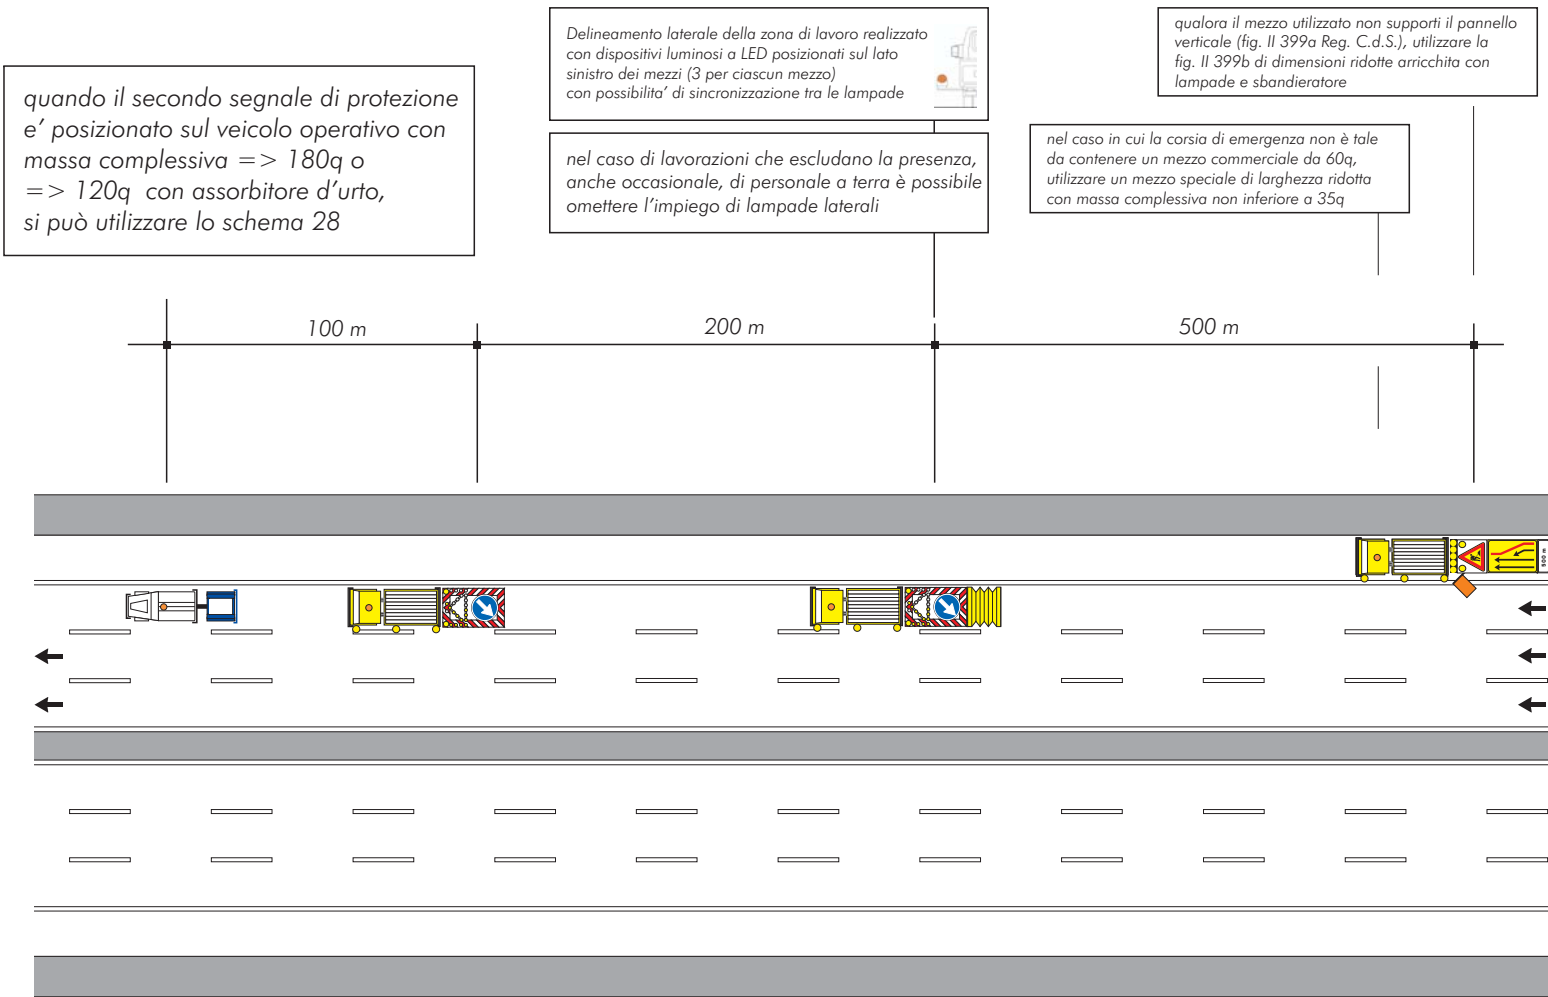 quando il secondo segnale di protezione
e' posizionato sul veicolo operativo con
massa complessiva => 180q o
=> 120q con assorbitore d'urto,
si può utilizzare lo schema 28
Delineamento laterale della zona di lavoro realizzato
con dispositivi luminosi a LED posizionati sul lato
sinistro dei mezzi (3 per ciascun mezzo)
con possibilita' di sincronizzazione tra le lampade
nel caso di lavorazioni che escludano la presenza,
anche occasionale, di personale a terra è possibile
omettere l'impiego di lampade laterali
qualora il mezzo utilizzato non supporti il pannello
verticale (fig. II 399a Reg. C.d.S.), utilizzare la
fig. II 399b di dimensioni ridotte arricchita con
lampade e sbandieratore
nel caso in cui la corsia di emergenza non è tale
da contenere un mezzo commerciale da 60q,
utilizzare un mezzo speciale di larghezza ridotta
con massa complessiva non inferiore a 35q
100 m
200 m
500 m
500 m